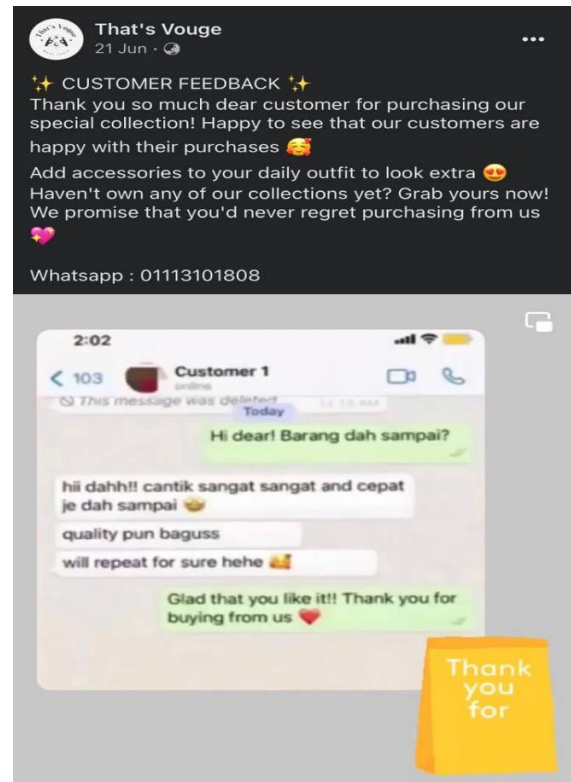 That's Vogue
That's Vouge
21 Jun ·
✨ CUSTOMER FEEDBACK ✨
Thank you so much dear customer for purchasing our
special collection! Happy to see that our customers are
happy with their purchases 🥰
Add accessories to your daily outfit to look extra 😍
Haven't own any of our collections yet? Grab yours now!
We promise that you'd never regret purchasing from us
💖
Whatsapp : 01113101808
2:02
103
Customer 1
online
This message was deleted
Today
Hi dear! Barang dah sampai?
hii dahh!! cantik sangat sangat and cepat
je dah sampai 🤩
quality pun baguss
will repeat for sure hehe 🥰
Glad that you like it!! Thank you for
buying from us ❤️
Thank
you
for